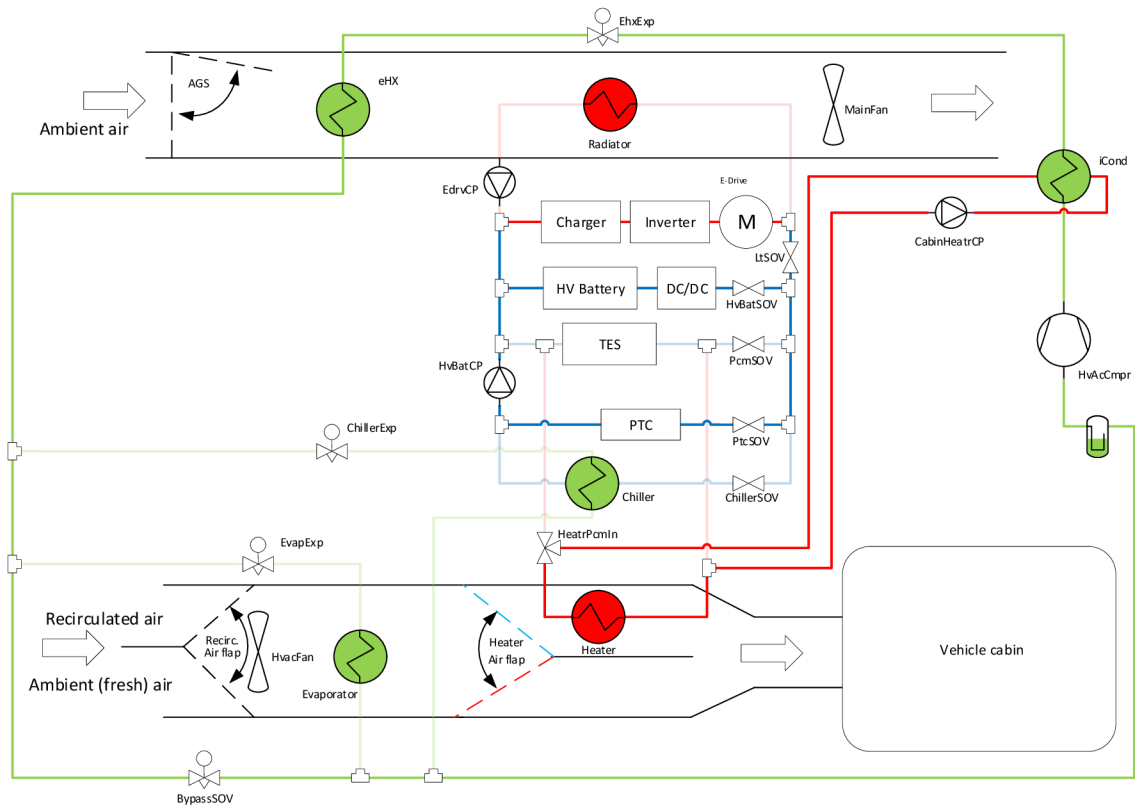 EhxExp
AGS
eHX
Ambient air
MainFan
Radiator
iCond
EdrvCP
E-Drive
Charger
Inverter
M
CabinHeatrCP
LtSOV
HV Battery
DC/DC
HvBatSOV
TES
HvBatCP
PcmSOV
HvAcCmpr
PTC
PtcSOV
ChillerExp
Chiller
ChillerSOV
HeatrPcmIn
EvapExp
Recirculated air
Recirc.
Air flap
HvacFan
Heater
Air flap
Heater
Vehicle cabin
Ambient (fresh) air
Evaporator
BypassSOV